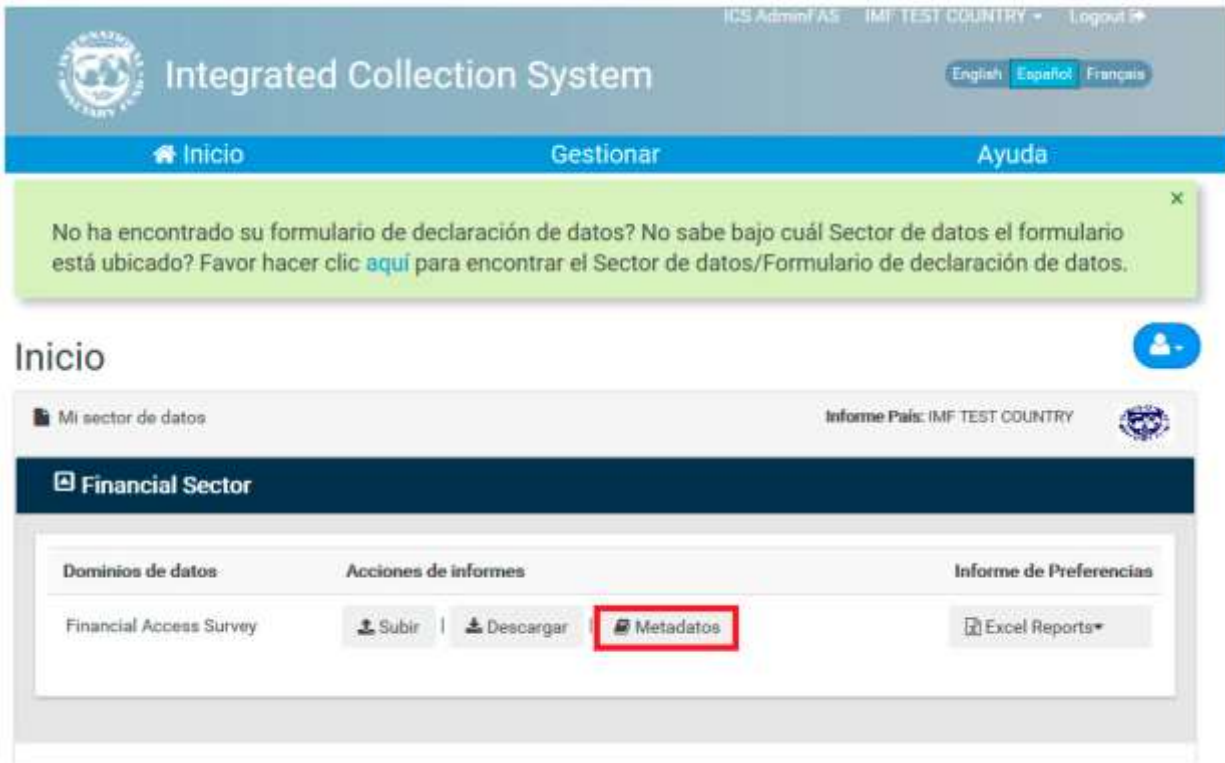 ICS AdminFAS IMF TEST COUNTRY Logout
INTERNATIONAL MONETARY FUND
Integrated Collection System
English Español Français
Inicio Gestionar Ayuda
×
No ha encontrado su formulario de declaración de datos? No sabe bajo cuál Sector de datos el formulario
está ubicado? Favor hacer clic aquí para encontrar el Sector de datos/Formulario de declaración de datos.
Inicio
Mi sector de datos Informe País: IMF TEST COUNTRY
Financial Sector
Dominios de datos Acciones de informes Informe de Preferencias
Financial Access Survey Subir | Descargar | Metadatos Excel Reports